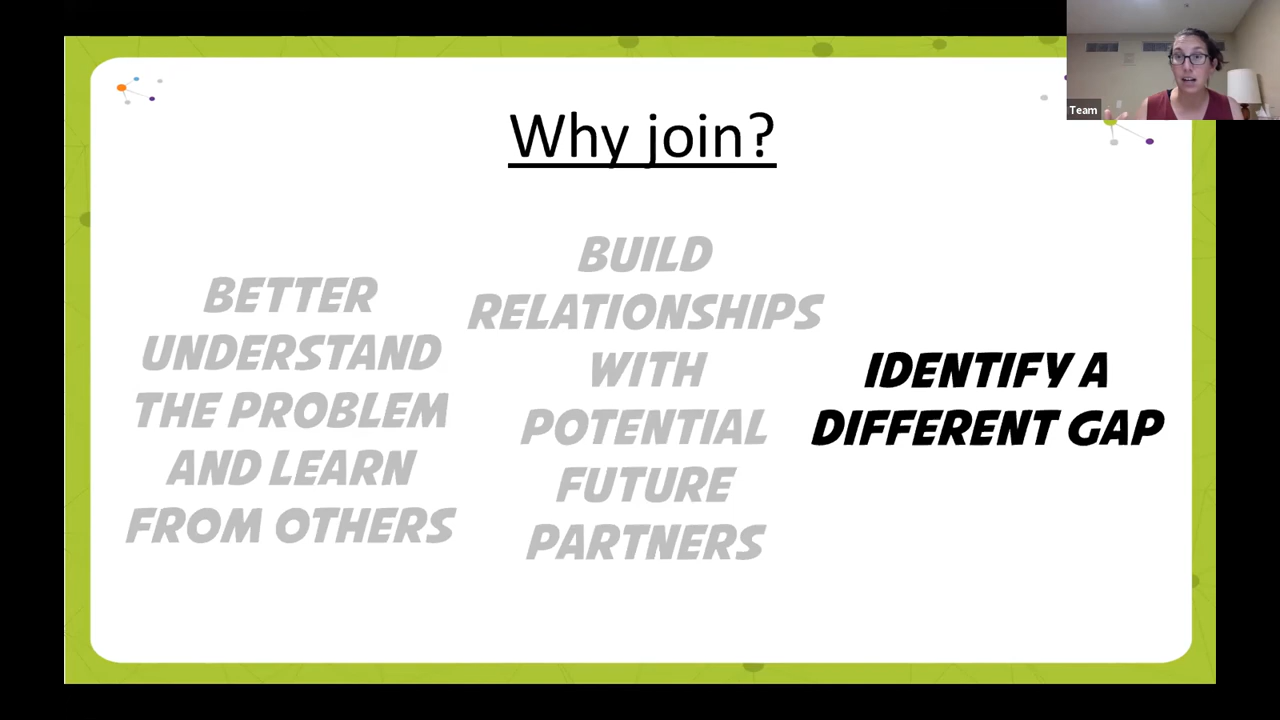 Why join?
BETTER
UNDERSTAND
THE PROBLEM
AND LEARN
FROM OTHERS
BUILD
RELATIONSHIPS
WITH
POTENTIAL
FUTURE
PARTNERS
IDENTIFY A
DIFFERENT GAP
Team